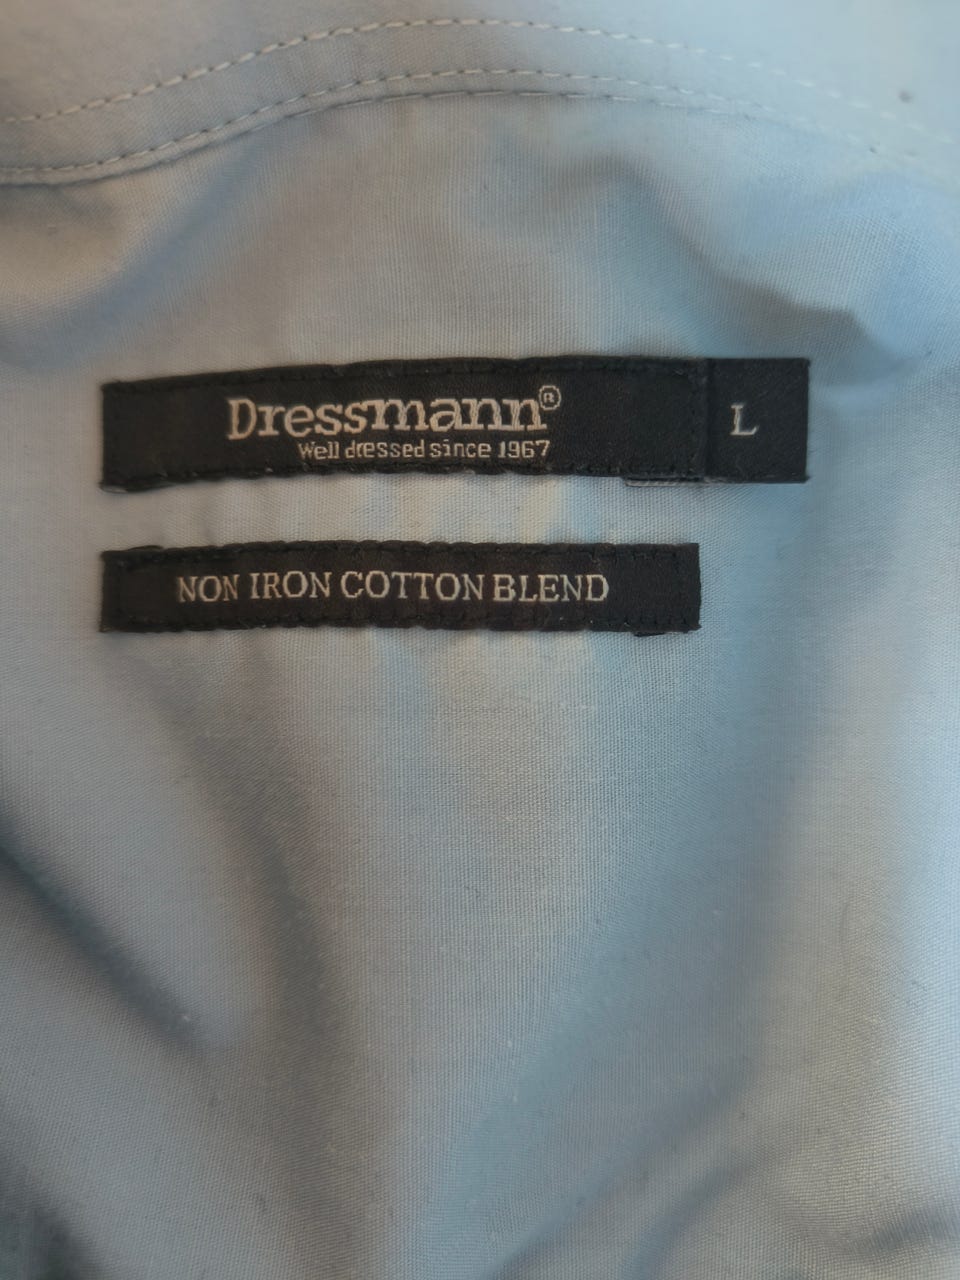 Dressmann®
Well dressed since 1967
L
NON IRON COTTON BLEND